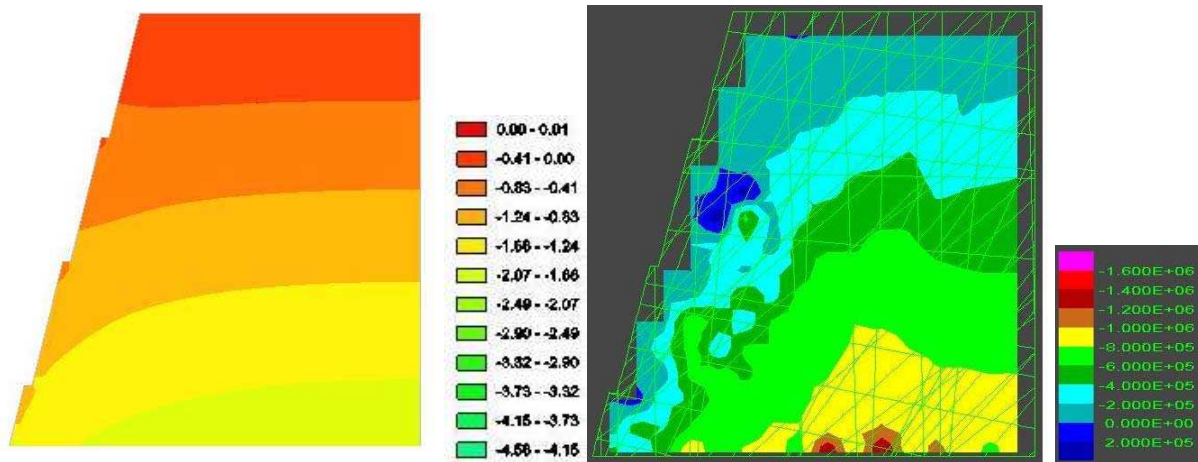 0.00 - 0.01
-0.41 - 0.00
-0.83 - -0.41
-1.24 - -0.83
-1.66 - -1.24
-2.07 - -1.66
-2.49 - -2.07
-2.90 - -2.49
-3.32 - -2.90
-3.73 - -3.32
-4.15 - -3.73
-4.56 - -4.15
-1.600E+06
-1.400E+06
-1.200E+06
-1.000E+06
-8.000E+05
-6.000E+05
-4.000E+05
-2.000E+05
0.000E+00
2.000E+05